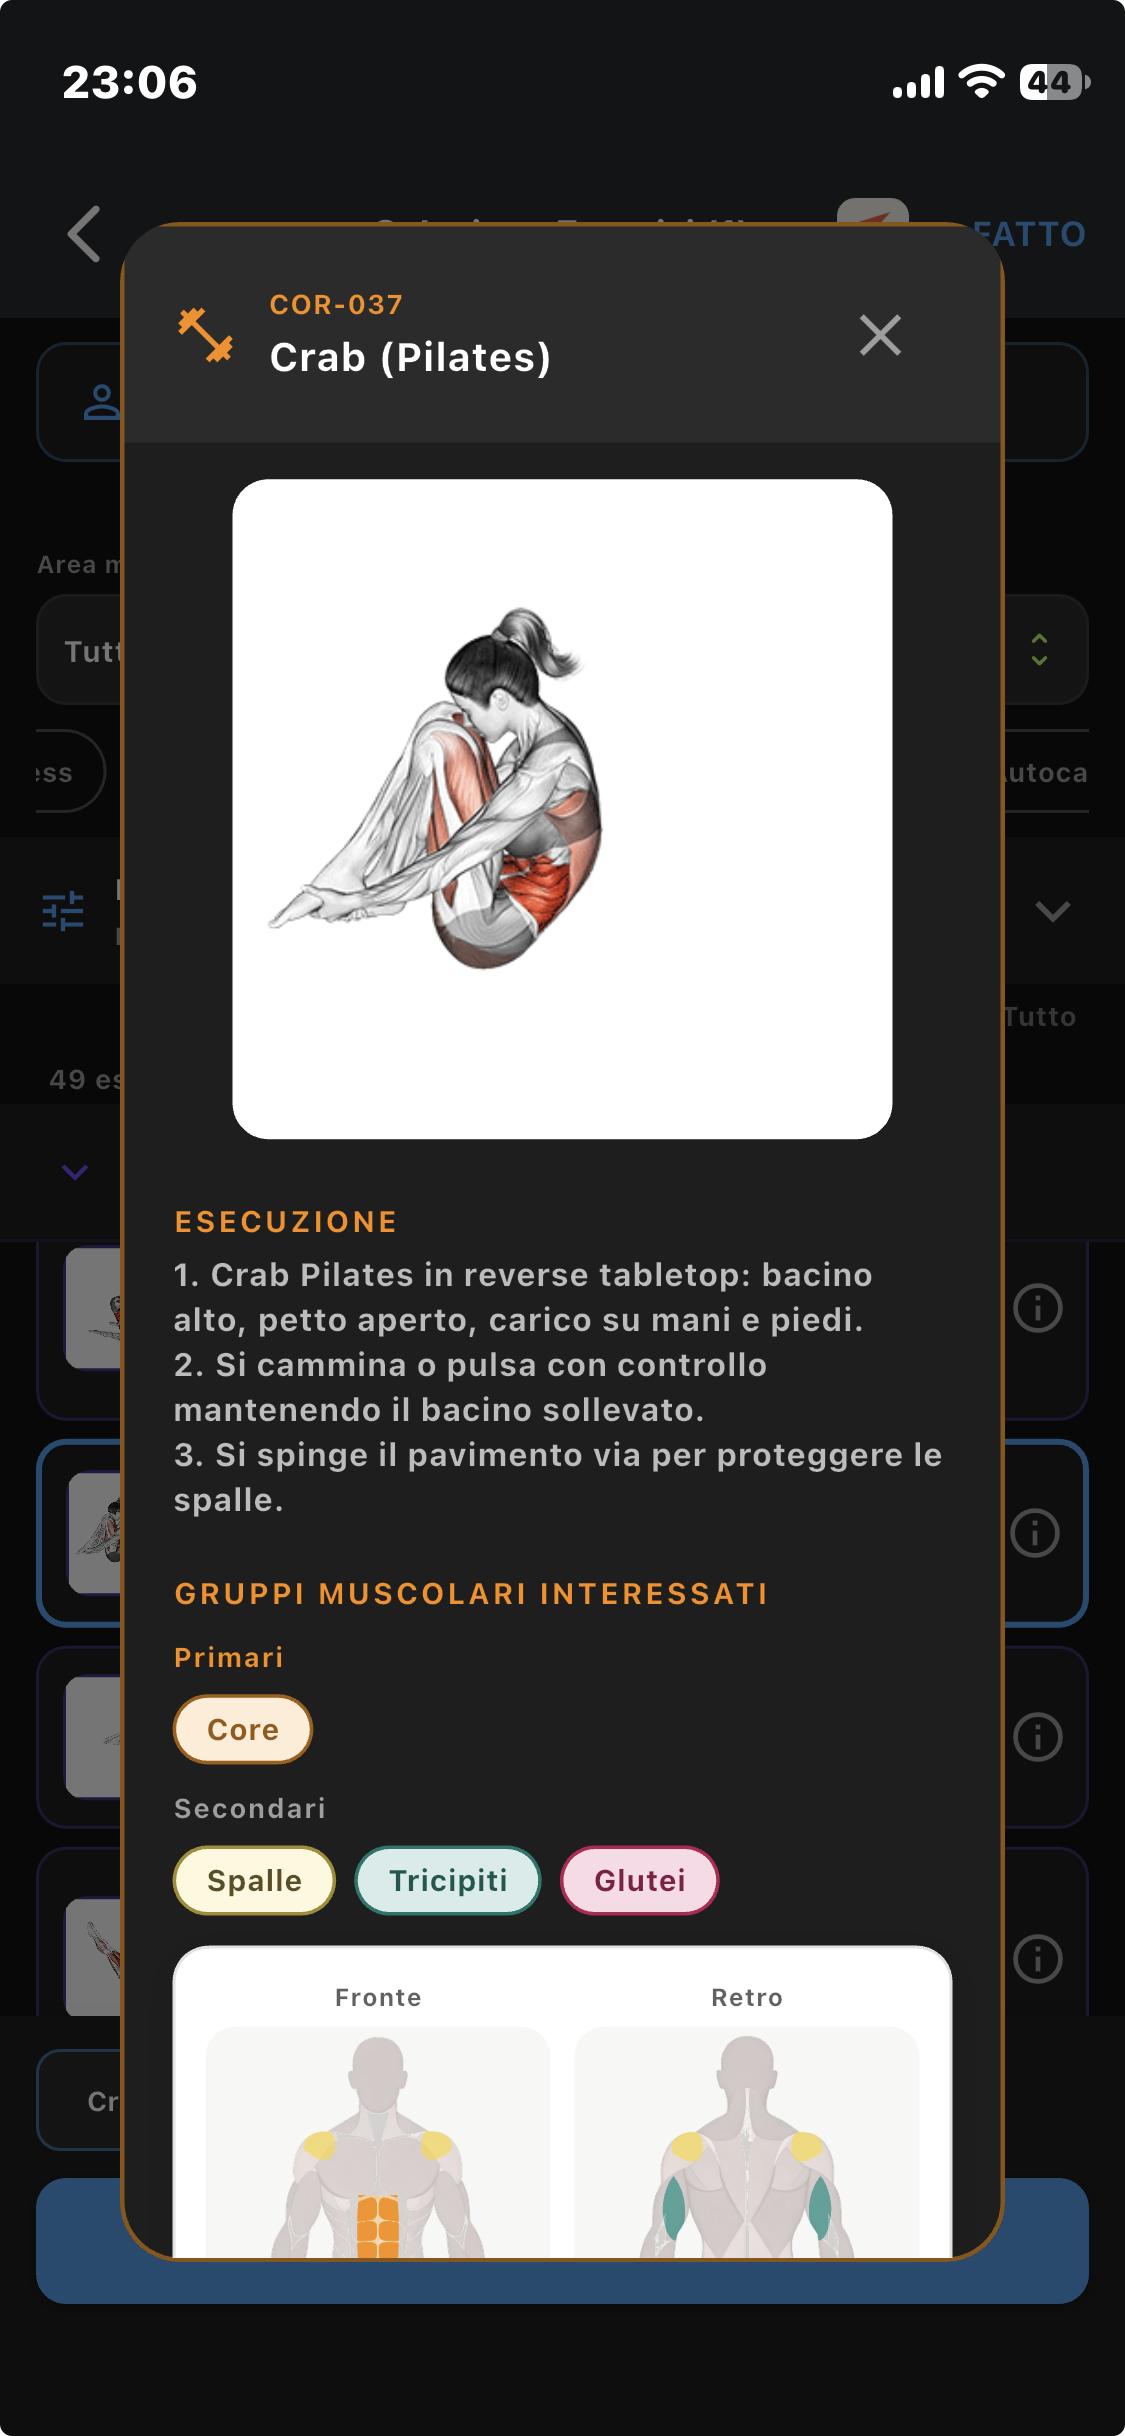 23:06
44
FATTO
COR-037
Crab (Pilates)
Area m
Tutt
ess
Autoca
Tutto
49 es
ESECUZIONE
1. Crab Pilates in reverse tabletop: bacino
alto, petto aperto, carico su mani e piedi.
2. Si cammina o pulsa con controllo
mantenendo il bacino sollevato.
3. Si spinge il pavimento via per proteggere le
spalle.
GRUPPI MUSCOLARI INTERESSATI
Primari
Core
Secondari
Spalle Tricipiti Glutei
Fronte Retro
Cr